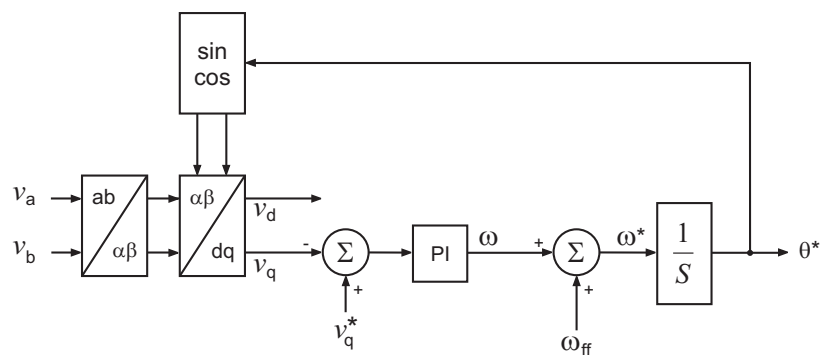 sin
cos
v_a
ab
αβ
v_b
αβ
dq
v_d
v_q
-
Σ
+
v_q^*
PI
ω
+
Σ
+
ω_ff
ω*
1
S
θ*